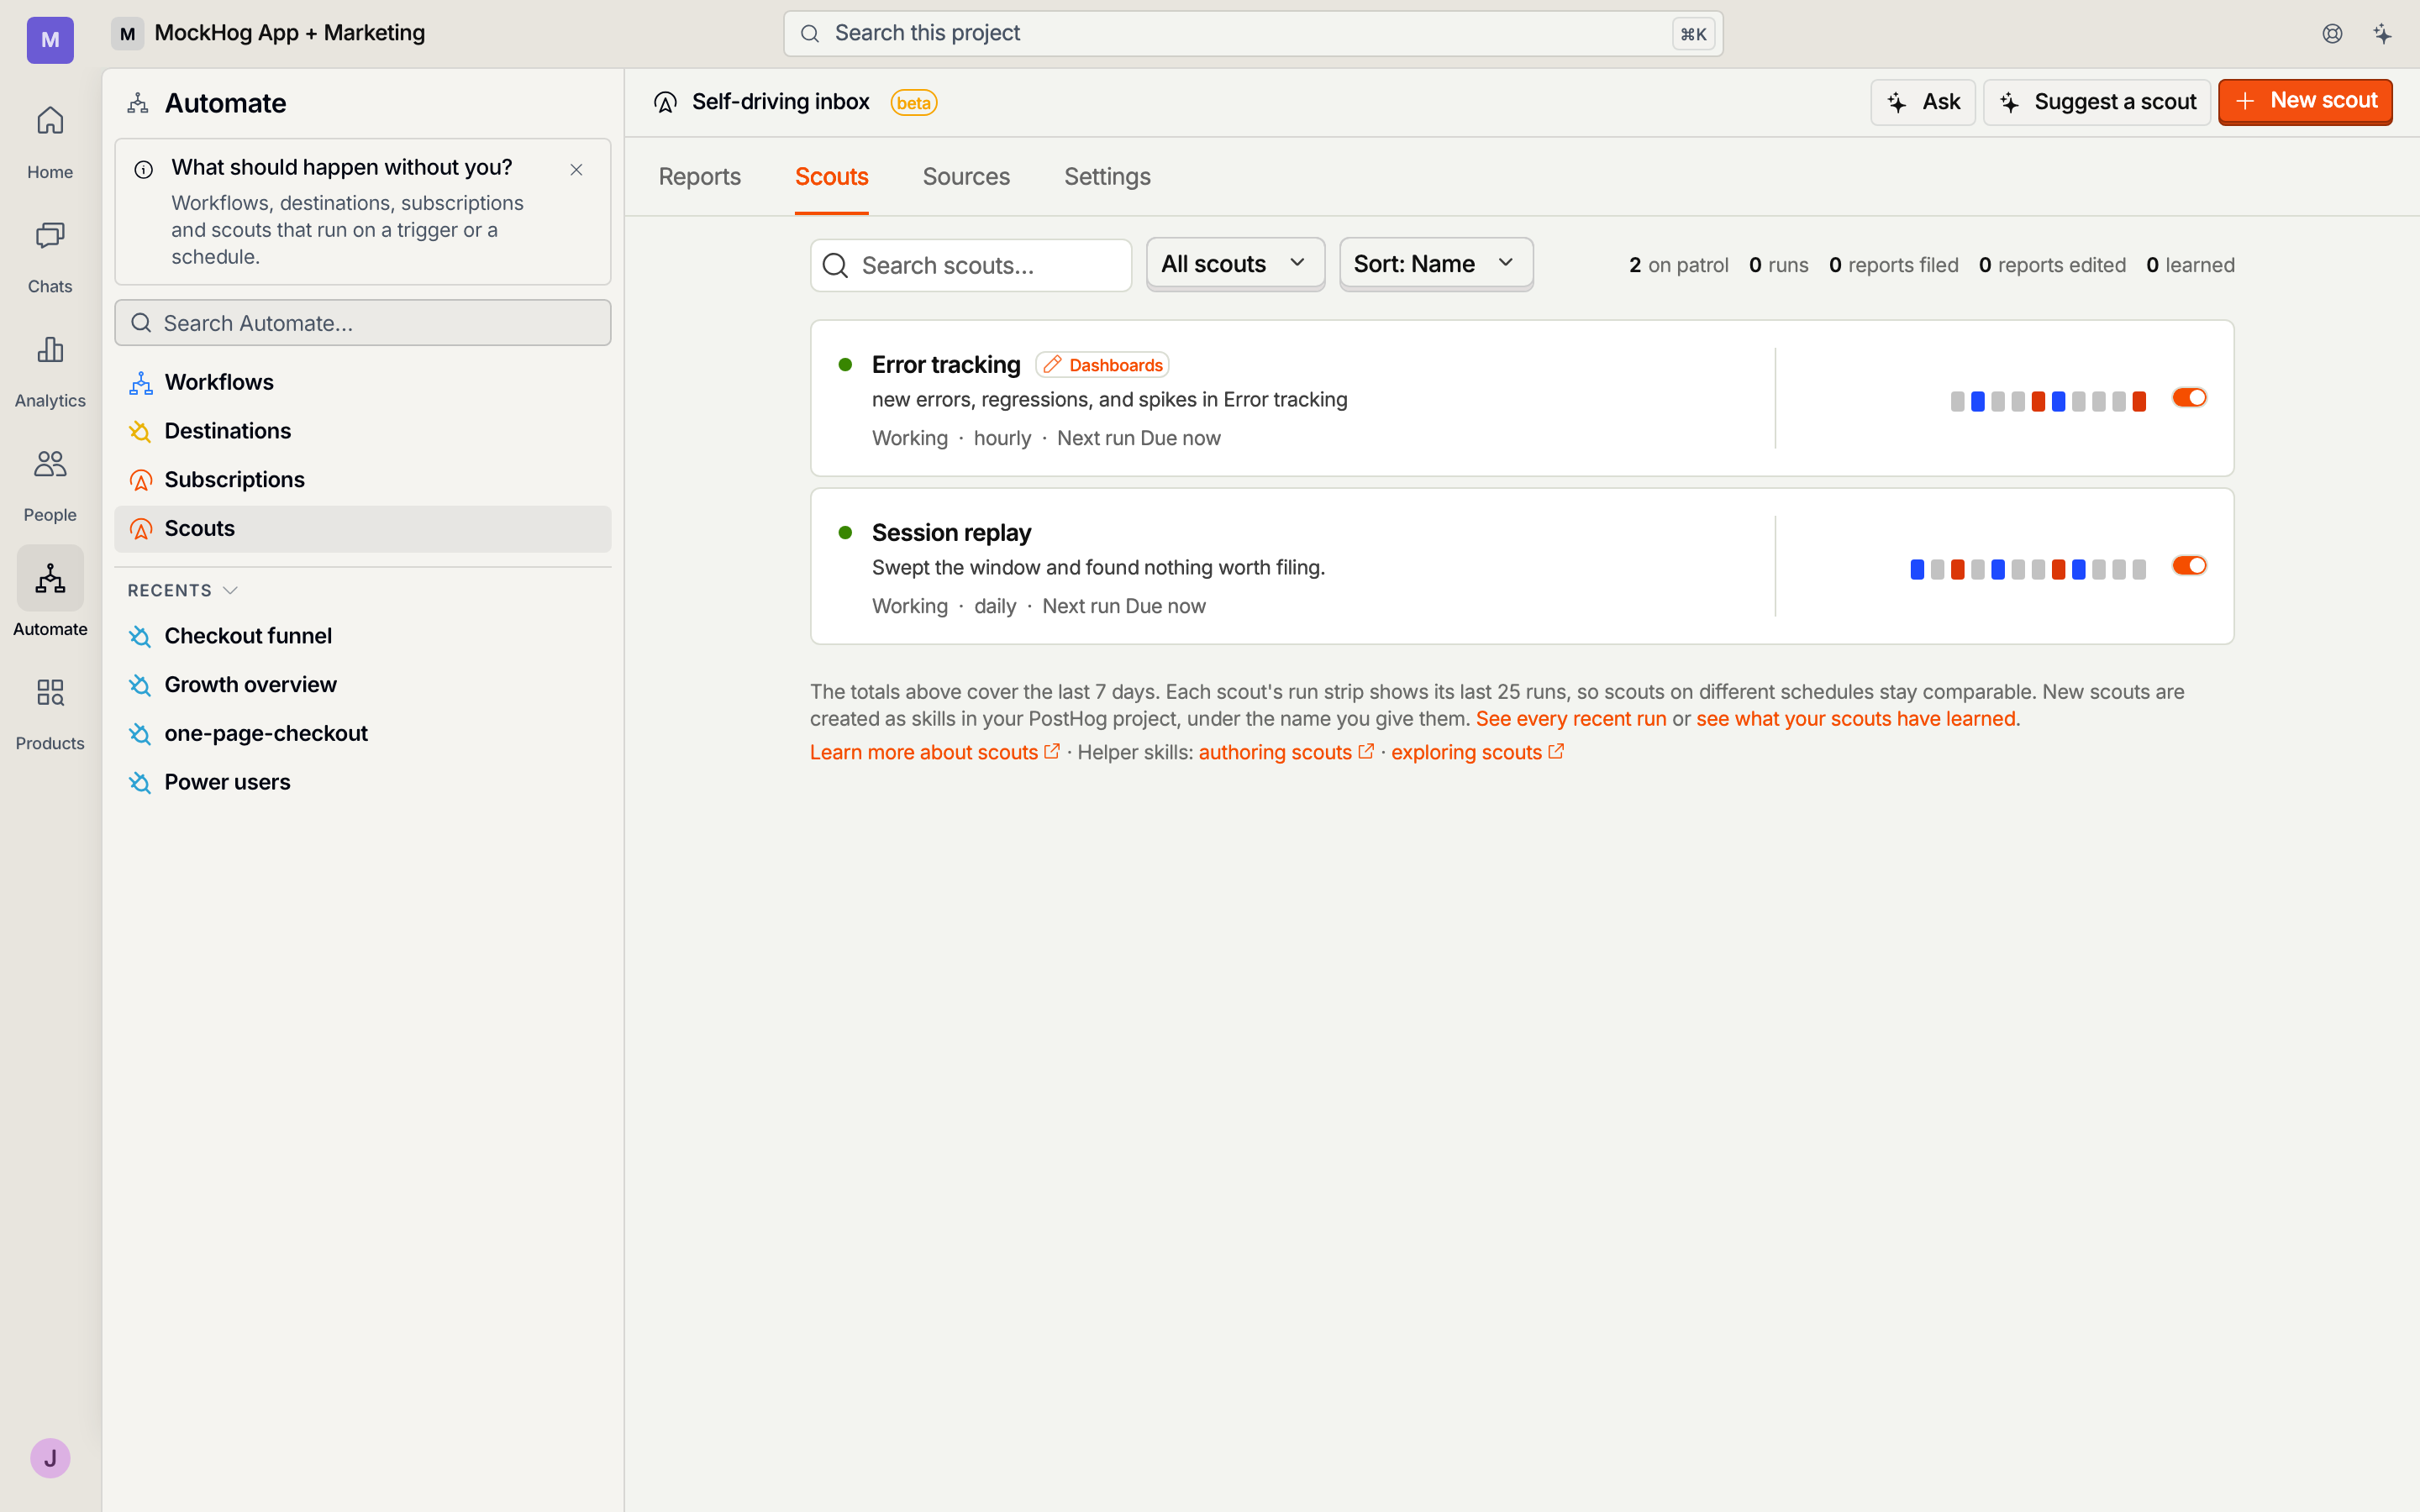 M
M MockHog App + Marketing
Search this project
⌘K
Home
Chats
Analytics
People
Automate
Products
J
Automate
What should happen without you?
Workflows, destinations, subscriptions
and scouts that run on a trigger or a
schedule.
Search Automate...
Workflows
Destinations
Subscriptions
Scouts
RECENTS
Checkout funnel
Growth overview
one-page-checkout
Power users
Self-driving inbox beta
Ask
Suggest a scout
New scout
Reports Scouts Sources Settings
Search scouts...
All scouts
Sort: Name
2 on patrol 0 runs 0 reports filed 0 reports edited 0 learned
Error tracking Dashboards
new errors, regressions, and spikes in Error tracking
Working · hourly · Next run Due now
Session replay
Swept the window and found nothing worth filing.
Working · daily · Next run Due now
The totals above cover the last 7 days. Each scout's run strip shows its last 25 runs, so scouts on different schedules stay comparable. New scouts are
created as skills in your PostHog project, under the name you give them. See every recent run or see what your scouts have learned.
Learn more about scouts · Helper skills: authoring scouts · exploring scouts